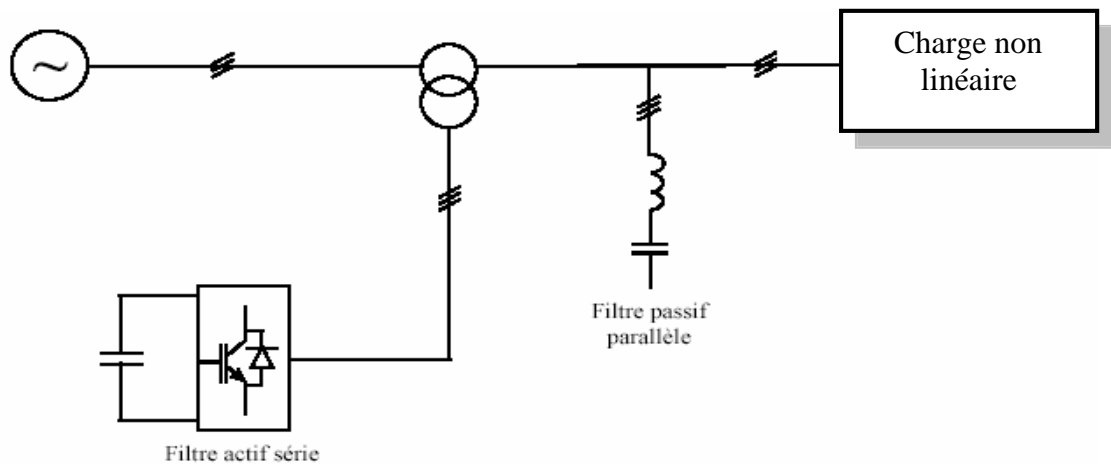 Charge non
linéaire
Filtre passif
parallèle
Filtre actif série